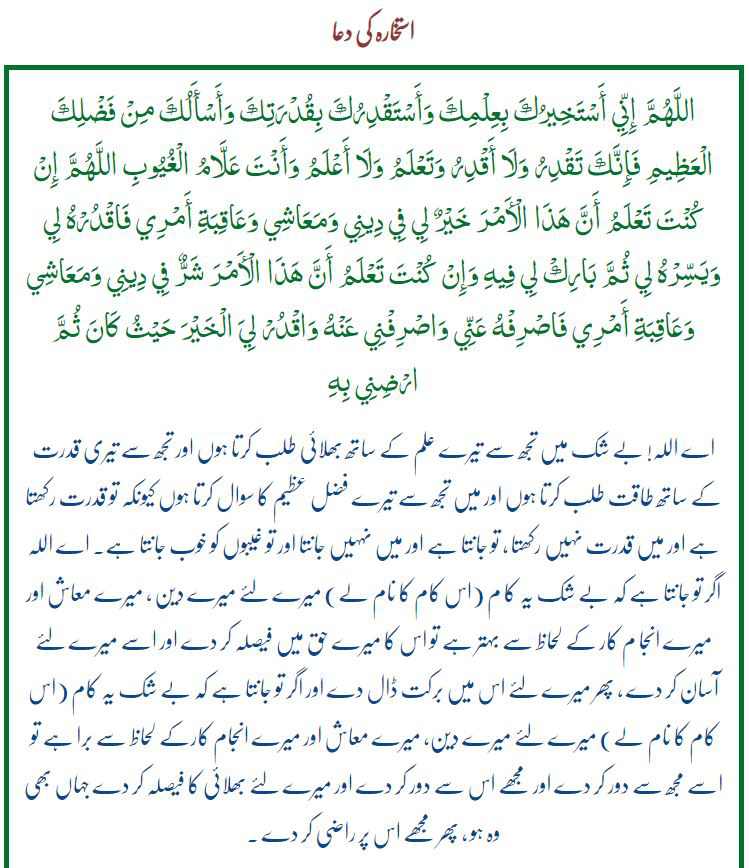 استخارہ کی دعا
اللَّهُمَّ إِنِّي أَسْتَخِيرُكَ بِعِلْمِكَ وَأَسْتَقْدِرُكَ بِقُدْرَتِكَ وَأَسْأَلُكَ مِنْ فَضْلِكَ
الْعَظِيمِ فَإِنَّكَ تَقْدِرُ وَلَا أَقْدِرُ وَتَعْلَمُ وَلَا أَعْلَمُ وَأَنْتَ عَلَّامُ الْغُيُوبِ اللَّهُمَّ إِنْ
كُنْتَ تَعْلَمُ أَنَّ هَذَا الْأَمْرَ خَيْرٌ لِي فِي دِينِي وَمَعَاشِي وَعَاقِبَةِ أَمْرِي فَاقْدُرْهُ لِي
وَيَسِّرْهُ لِي ثُمَّ بَارِكْ لِي فِيهِ وَإِنْ كُنْتَ تَعْلَمُ أَنَّ هَذَا الْأَمْرَ شَرٌّ فِي دِينِي وَمَعَاشِي
وَعَاقِبَةِ أَمْرِي فَاصْرِفْهُ عَنِّي وَاصْرِفْنِي عَنْهُ وَاقْدُرْ لِيَ الْخَيْرَ حَيْثُ كَانَ ثُمَّ
ارْضِنِي بِهِ
اے اللہ! بے شک میں تجھ سے تیرے علم کے ساتھ بھلائی طلب کرتا ہوں اور تجھ سے تیری قدرت
کے ساتھ طاقت طلب کرتا ہوں اور میں تجھ سے تیرے فضل عظیم کا سوال کرتا ہوں کیونکہ تو قدرت رکھتا
ہے اور میں قدرت نہیں رکھتا، تو جانتا ہے اور میں نہیں جانتا اور تو غیبوں کو خوب جانتا ہے۔ اے اللہ
اگر تو جانتا ہے کہ بے شک یہ کام (اس کام کا نام لے) میرے لئے میرے دین، میرے معاش اور
میرے انجام کار کے لحاظ سے بہتر ہے تو اس کا میرے حق میں فیصلہ کر دے اور اسے میرے لئے
آسان کر دے، پھر میرے لئے اس میں برکت ڈال دے اور اگر تو جانتا ہے کہ بے شک یہ کام (اس
کام کا نام لے) میرے لئے میرے دین، میرے معاش اور میرے انجام کار کے لحاظ سے برا ہے تو
اسے مجھ سے دور کر دے اور مجھے اس سے دور کر دے اور میرے لئے بھلائی کا فیصلہ کر دے جہاں بھی
وہ ہو، پھر مجھے اس پر راضی کر دے۔